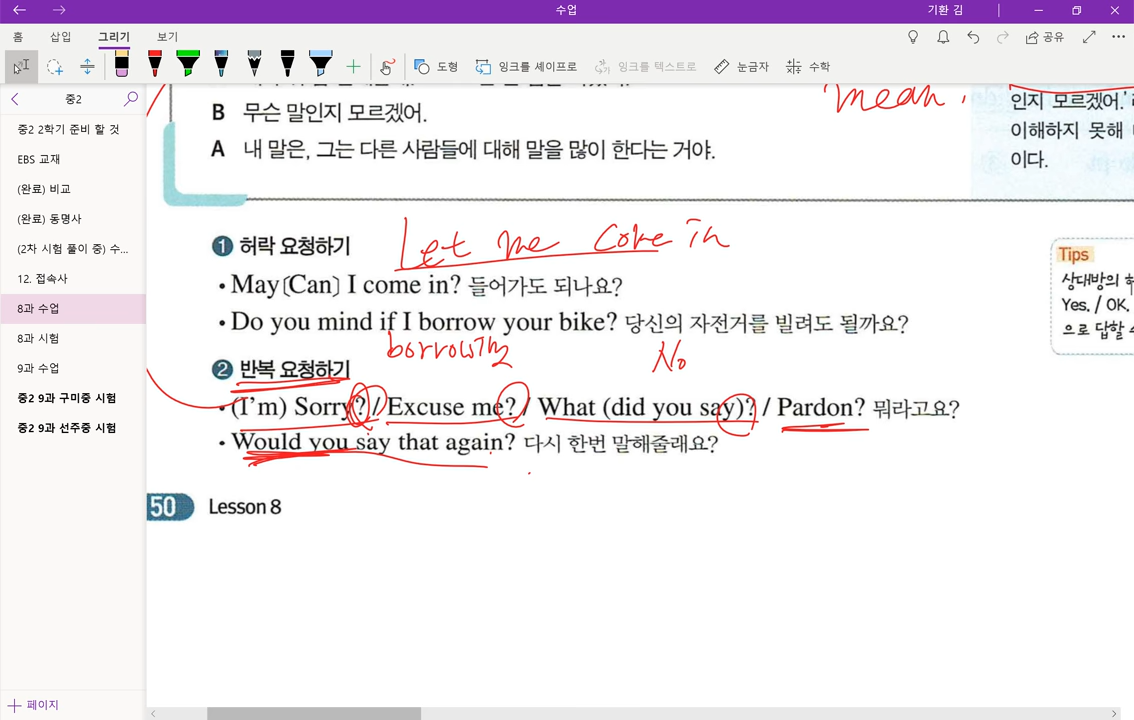 수업
기환 김
홈 삽입 그리기 보기
공유
도형 잉크를 셰이프로 잉크를 텍스트로 눈금자 수학
중2
중2 2학기 준비 할 것
EBS 교재
(완료) 비교
(완료) 동명사
(2차 시험 풀이 중) 수...
12. 접속사
8과 수업
8과 시험
9과 수업
중2 9과 구미중 시험
중2 9과 선주중 시험
페이지
mean.
인지 모르겠어.'
B 무슨 말인지 모르겠어.
이해하지 못해
A 내 말은, 그는 다른 사람들에 대해 말을 많이 한다는 거야.
이다.
Let me come in
1 허락 요청하기
Tips
• May(Can) I come in? 들어가도 되나요?
상대방의
• Do you mind if I borrow your bike? 당신의 자전거를 빌려도 될까요?
Yes. / OK.
으로 답할
borrowing No
2 반복 요청하기
• (I'm) Sorry? / Excuse me? / What (did you say)? / Pardon? 뭐라고요?
• Would you say that again? 다시 한번 말해줄래요?
50 Lesson 8